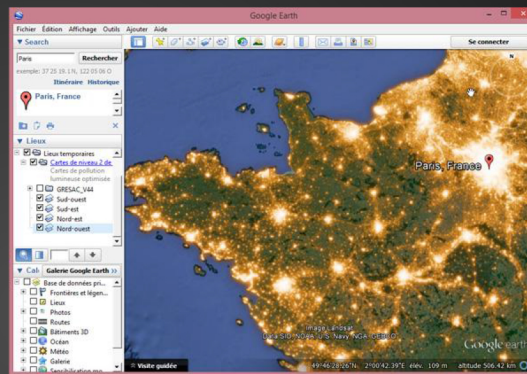 Google Earth
Fichier Édition Affichage Outils Ajouter Aide
Search
Paris
Rechercher
exemple: 37 25 19.1 N, 122 05 06 O
Itinéraire Historique
Paris, France
Lieux
Lieux temporaires
Cartes de niveau 2 de
Cartes de pollution
lumineuse optimisée
GRESAC_V44
Sud-ouest
Sud-est
Nord-est
Nord-ouest
Cal
Galerie Google Earth >>
Base de données pri...
Frontières et légen...
Lieux
Photos
Routes
Bâtiments 3D
Océan
Météo
Galerie
Sensibilisation mo
Se connecter
N
Paris, France
Image Landsat
Data SIO, NOAA, U.S. Navy, NGA, GEBCO
Google earth
Visite guidée
49°46'28.26"N 2°00'42.39"E élév. 109 m altitude 506.42 km